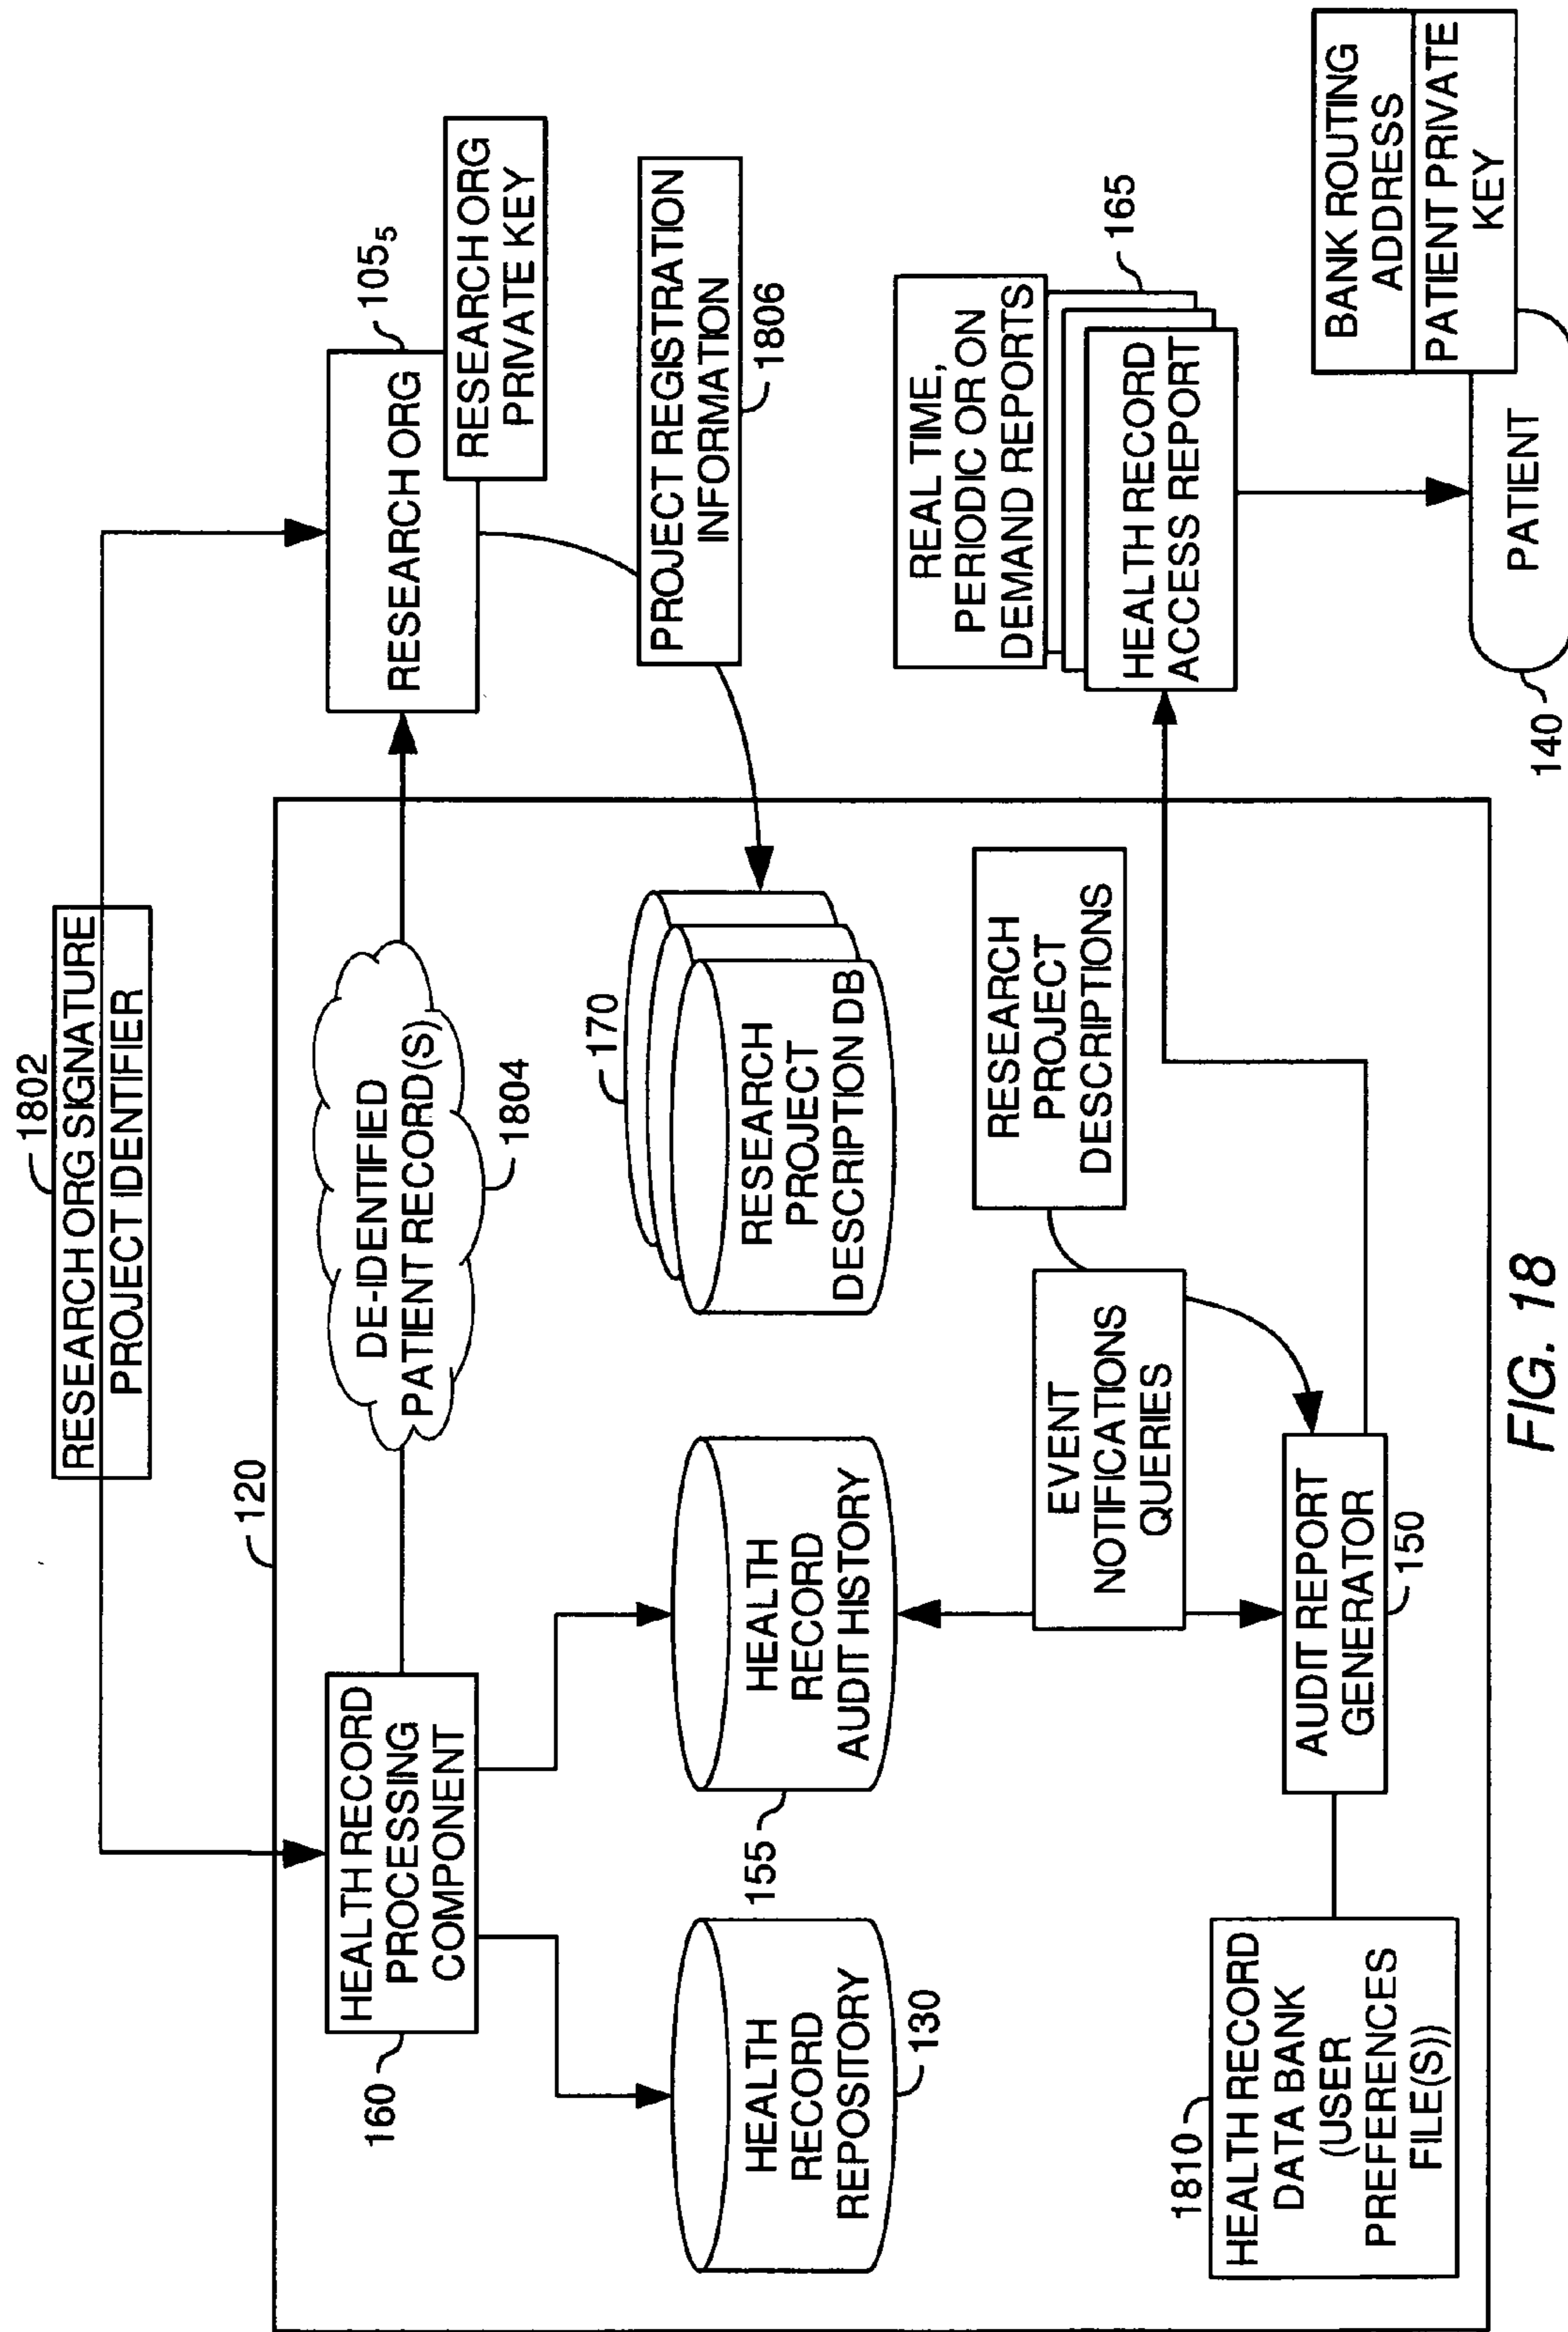 1802
RESEARCH ORG SIGNATURE
PROJECT IDENTIFIER
120
HEALTH RECORD
PROCESSING
COMPONENT
160
DE-IDENTIFIED
PATIENT RECORD(S)
1804
RESEARCH ORG
105₅
RESEARCH ORG
PRIVATE KEY
PROJECT REGISTRATION
INFORMATION
1806
HEALTH
RECORD
REPOSITORY
130
HEALTH
RECORD
AUDIT HISTORY
155
170
RESEARCH
PROJECT
DESCRIPTION DB
REAL TIME,
PERIODIC OR ON
DEMAND REPORTS
HEALTH RECORD
ACCESS REPORT
165
RESEARCH
PROJECT
DESCRIPTIONS
EVENT
NOTIFICATIONS
QUERIES
1810
HEALTH RECORD
DATA BANK
(USER
PREFERENCES
FILE(S))
AUDIT REPORT
GENERATOR
150
BANK ROUTING
ADDRESS
PATIENT PRIVATE
KEY
PATIENT
140
FIG. 18